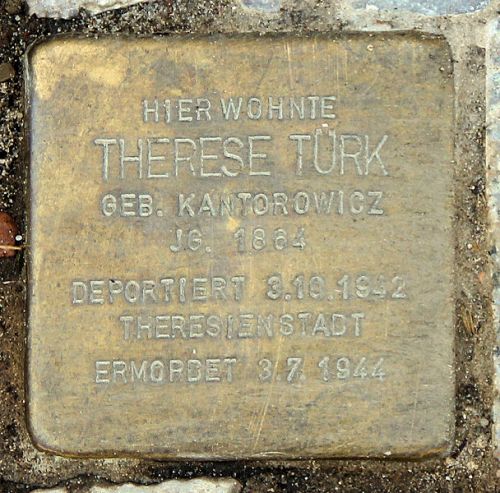 HIER WOHNTE
THERESE TÜRK
GEB. KANTOROWICZ
JG. 1864
DEPORTIERT 3.10.1942
THERESIENSTADT
ERMORDET 3.7.1944